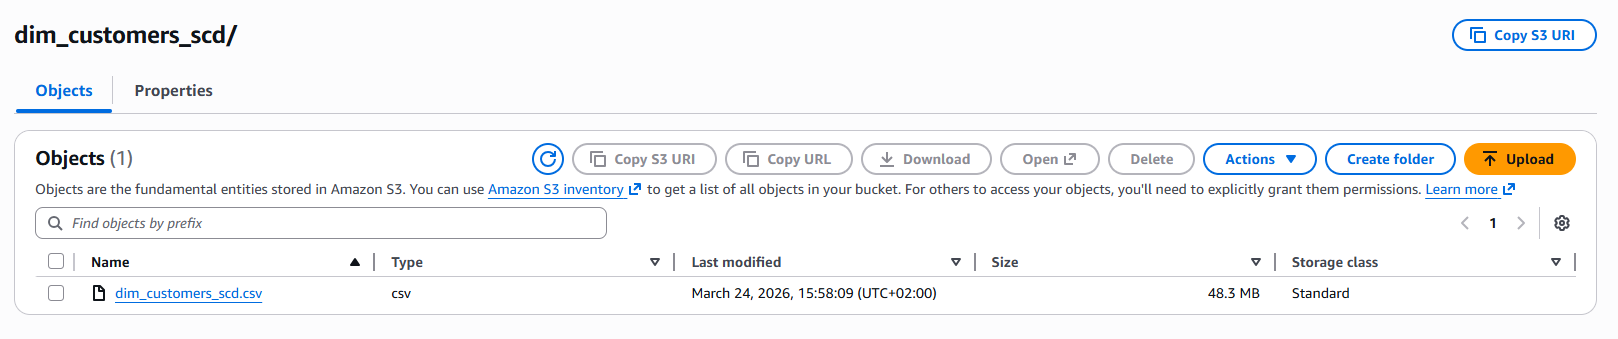 dim_customers_scd/
Copy S3 URI
Objects
Properties
Objects (1)
Copy S3 URI
Copy URL
Download
Open
Delete
Actions
Create folder
Upload
Objects are the fundamental entities stored in Amazon S3. You can use Amazon S3 inventory to get a list of all objects in your bucket. For others to access your objects, you'll need to explicitly grant them permissions. Learn more
Find objects by prefix
1
Name
Type
Last modified
Size
Storage class
dim_customers_scd.csv
csv
March 24, 2026, 15:58:09 (UTC+02:00)
48.3 MB
Standard